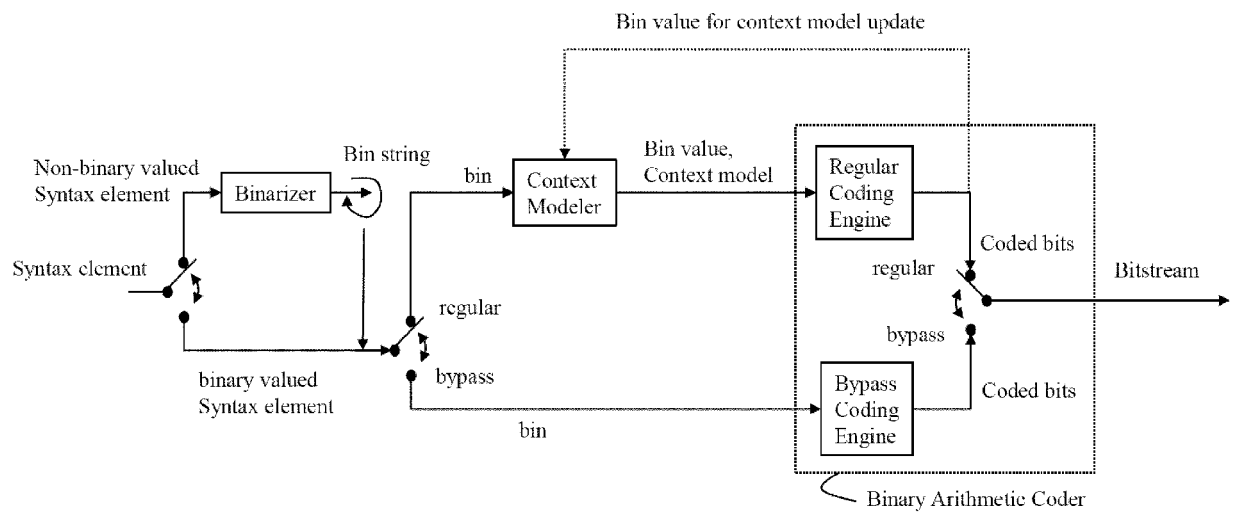 Bin value for context model update
Non-binary valued
Syntax element
Bin string
Binarizer
bin
Context
Modeler
Bin value,
Context model
Regular
Coding
Engine
Syntax element
Coded bits
regular
Bitstream
regular
bypass
bypass
binary valued
Syntax element
bin
Bypass
Coding
Engine
Coded bits
Binary Arithmetic Coder